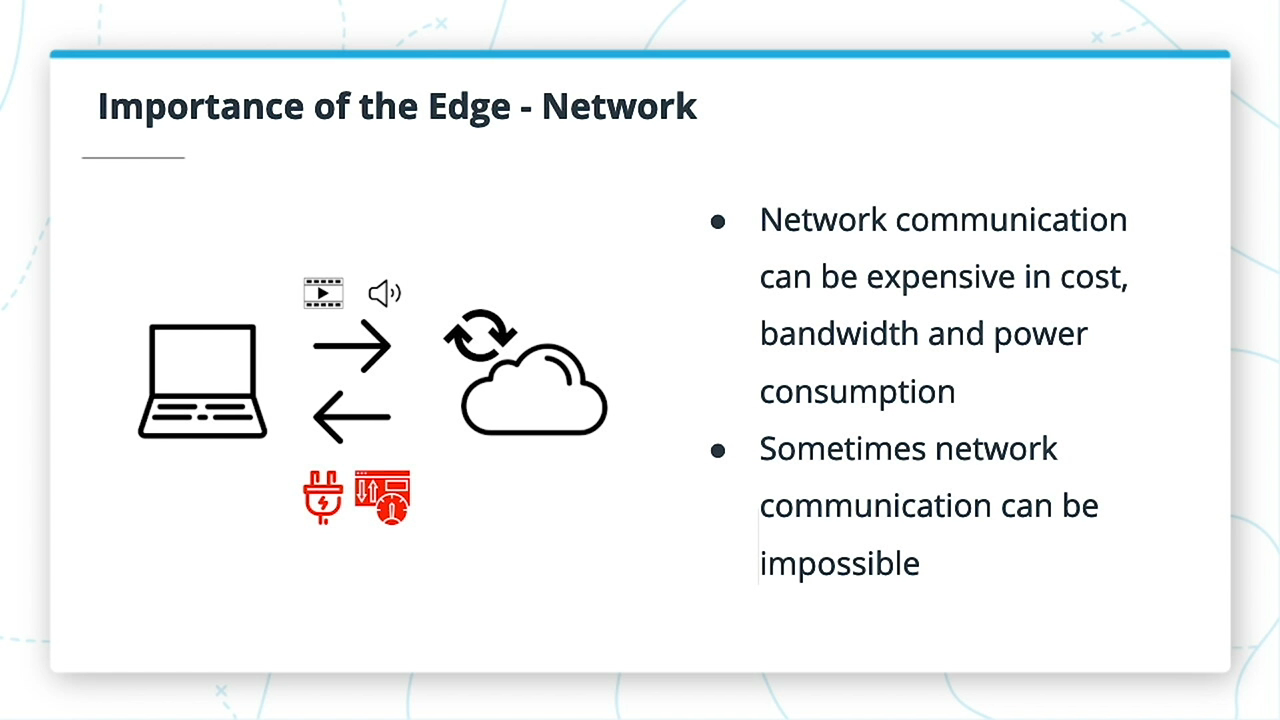 Importance of the Edge - Network
● Network communication
can be expensive in cost,
bandwidth and power
consumption
● Sometimes network
communication can be
impossible